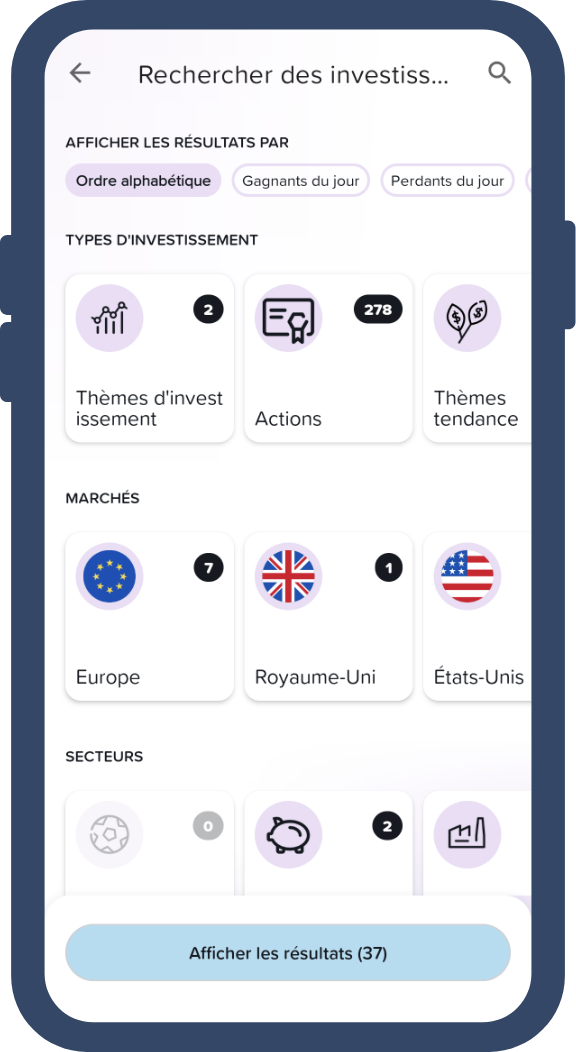 Rechercher des investiss...
AFFICHER LES RÉSULTATS PAR
Ordre alphabétique
Gagnants du jour
Perdants du jour
TYPES D'INVESTISSEMENT
2
278
Thèmes d'invest
issement
Actions
Thèmes
tendance
MARCHÉS
7
1
Europe
Royaume-Uni
États-Unis
SECTEURS
0
2
Afficher les résultats (37)